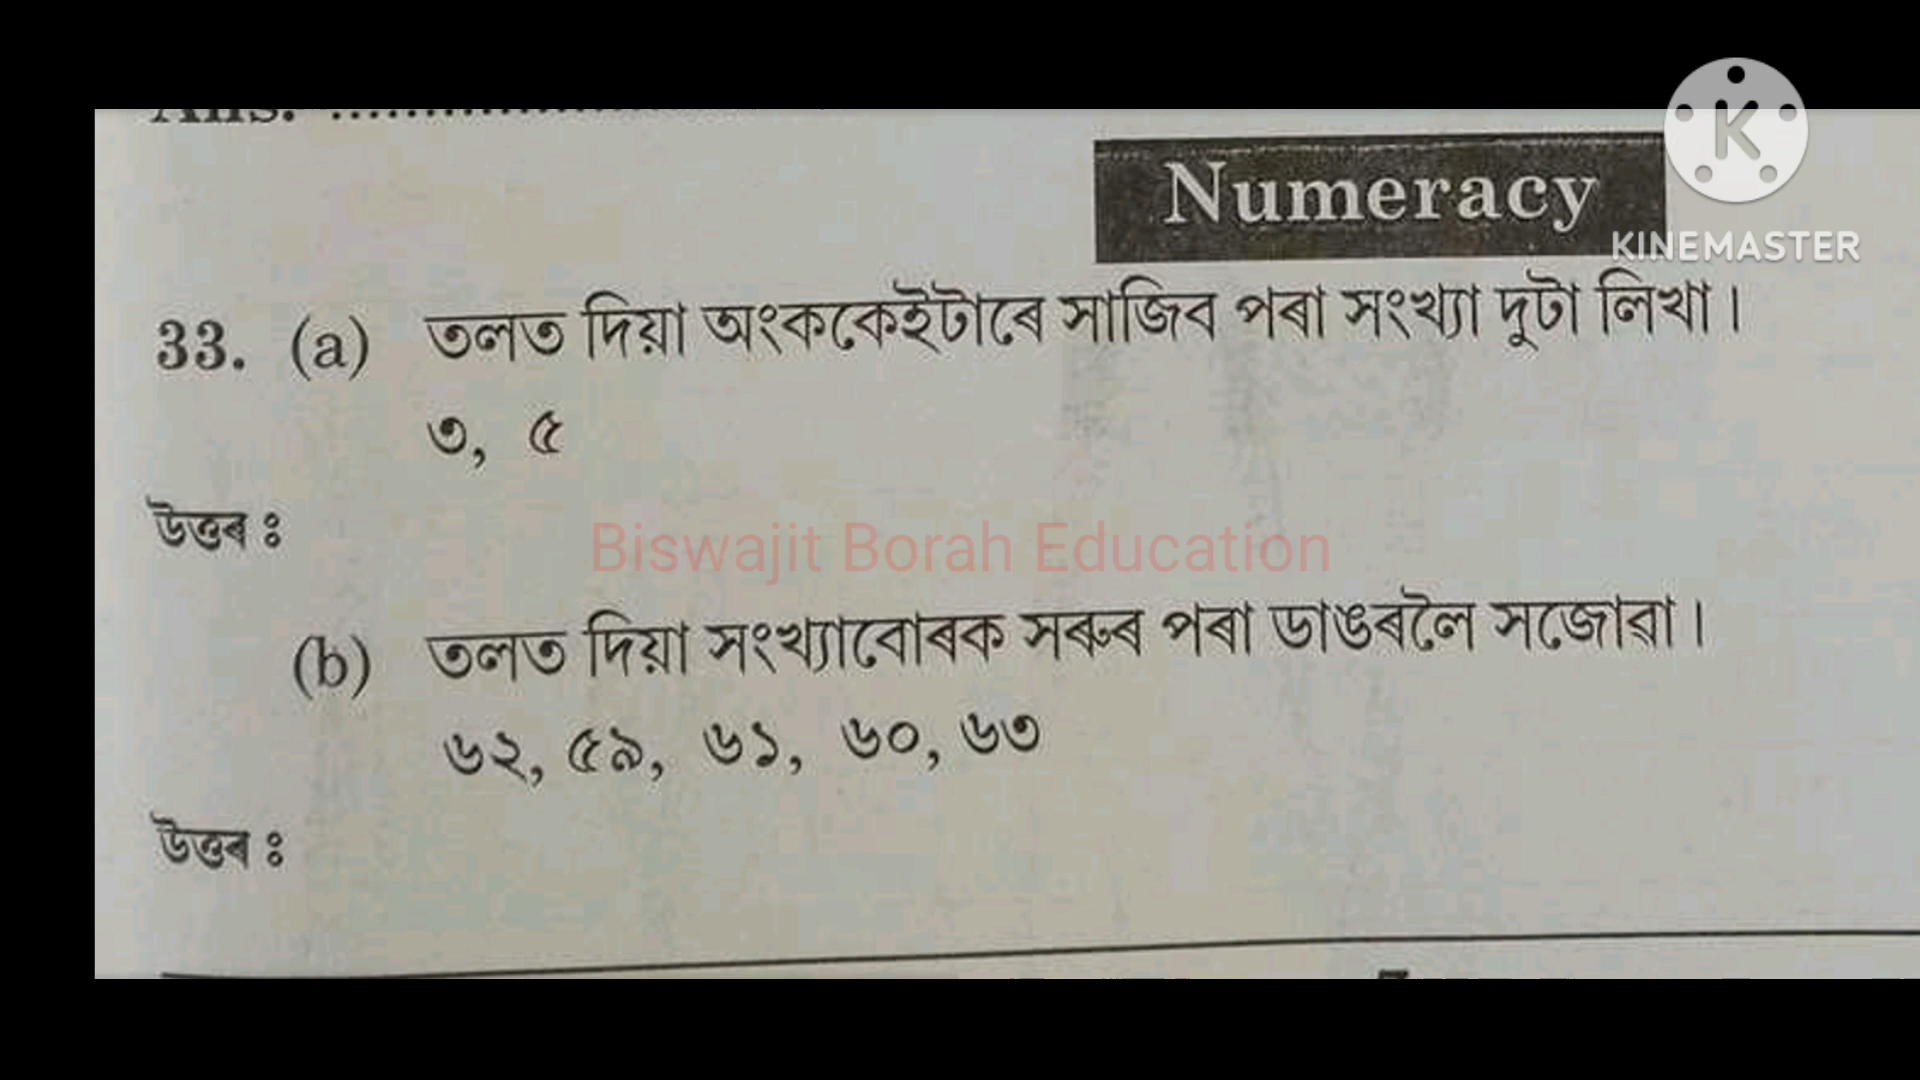 Ans. ........................
Numeracy
K
KINEMASTER
33. (a) তলত দিয়া অংককেইটাৰে সাজিব পৰা সংখ্যা দুটা লিখা।
৩, ৫
উত্তৰ ঃ
Biswajit Borah Education
(b) তলত দিয়া সংখ্যাবোৰক সৰুৰ পৰা ডাঙৰলৈ সজোৱা।
৬২, ৫৯, ৬১, ৬০, ৬৩
উত্তৰ ঃ